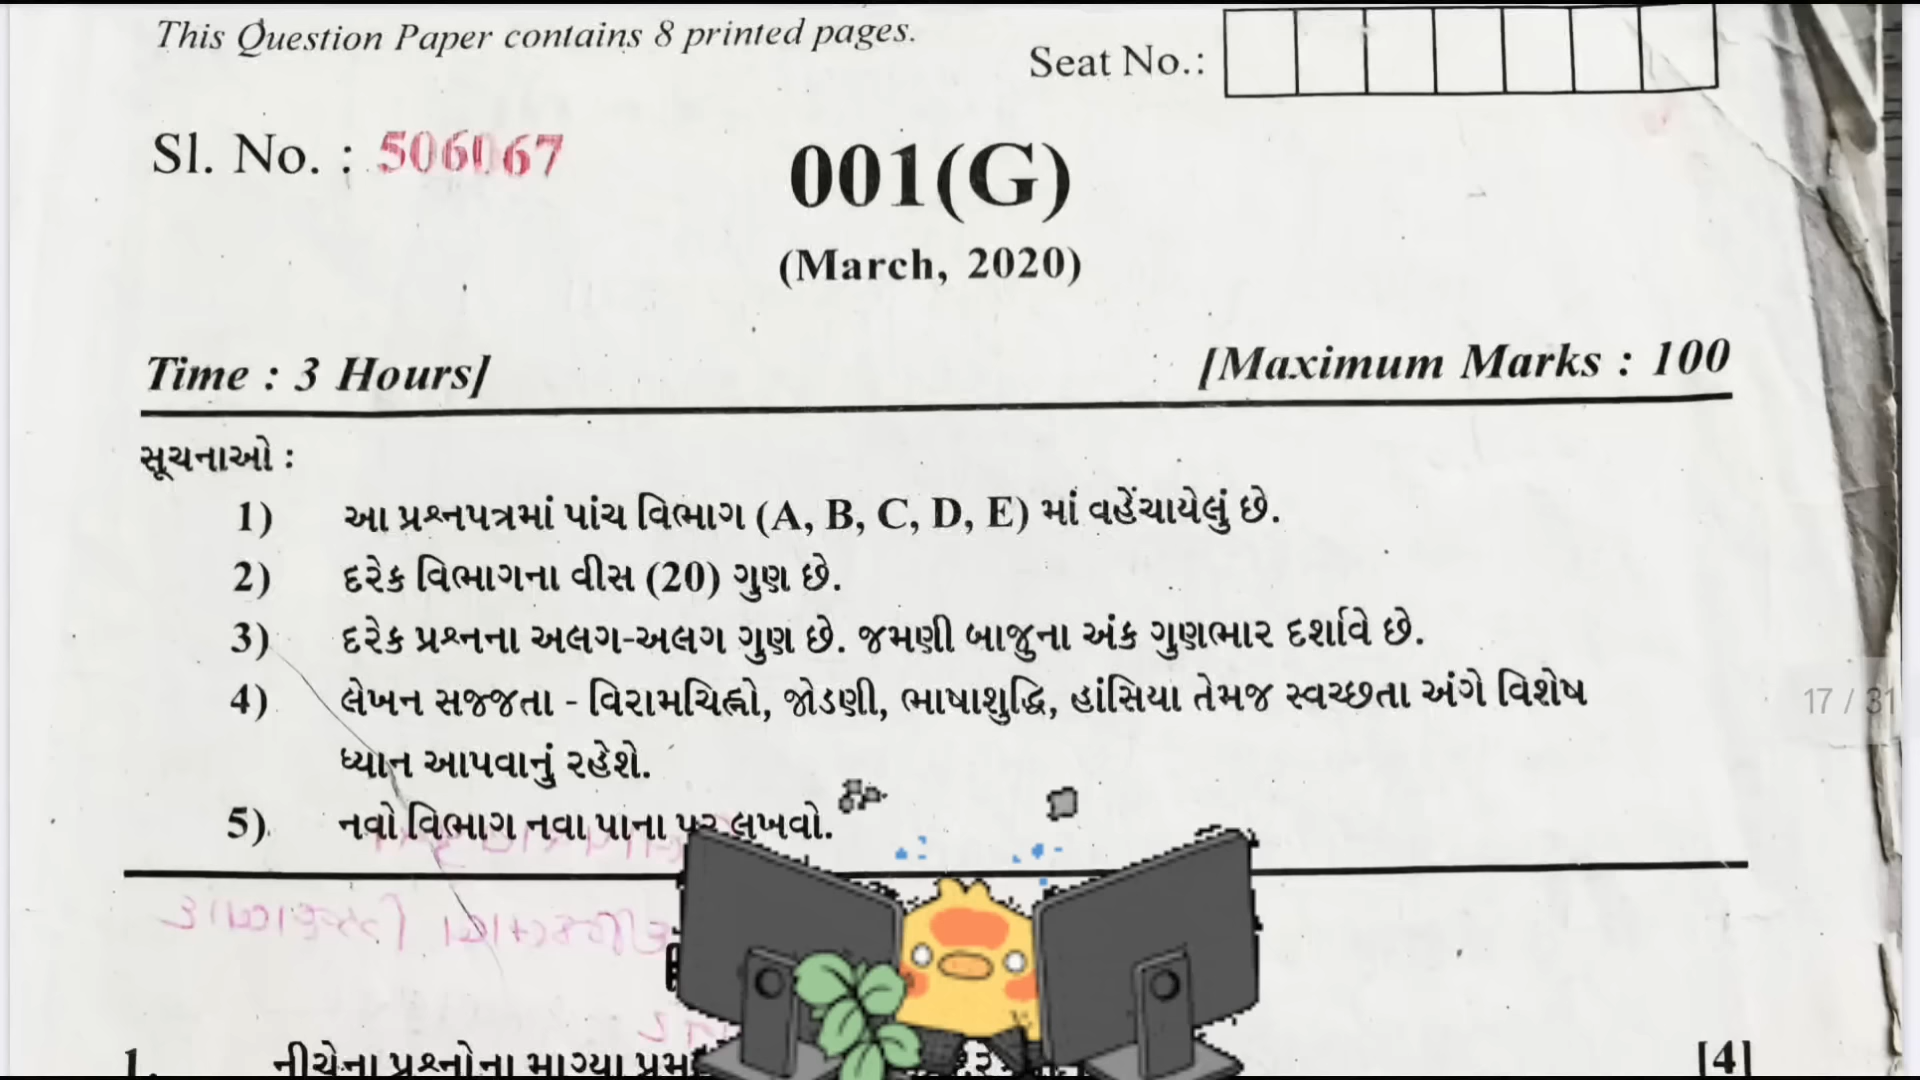 This Question Paper contains 8 printed pages.
Seat No.:
Sl. No. : 506067
001(G)
(March, 2020)
Time : 3 Hours]
[Maximum Marks : 100
સૂચનાઓ :
1) આ પ્રશ્નપત્રમાં પાંચ વિભાગ (A, B, C, D, E) માં વહેંચાયેલું છે.
2) દરેક વિભાગના વીસ (20) ગુણ છે.
3) દરેક પ્રશ્નના અલગ-અલગ ગુણ છે. જમણી બાજુના અંક ગુણભાર દર્શાવે છે.
4) લેખન સજ્જતા - વિરામચિહ્નો, જોડણી, ભાષાશુદ્ધિ, હાંસિયા તેમજ સ્વચ્છતા અંગે વિશેષ
ધ્યાન આપવાનું રહેશે.
17 / 31
5) નવો વિભાગ નવા પાના પર લખવો.
1. નીચેના પ્રશ્નોના માગ્યા [4]